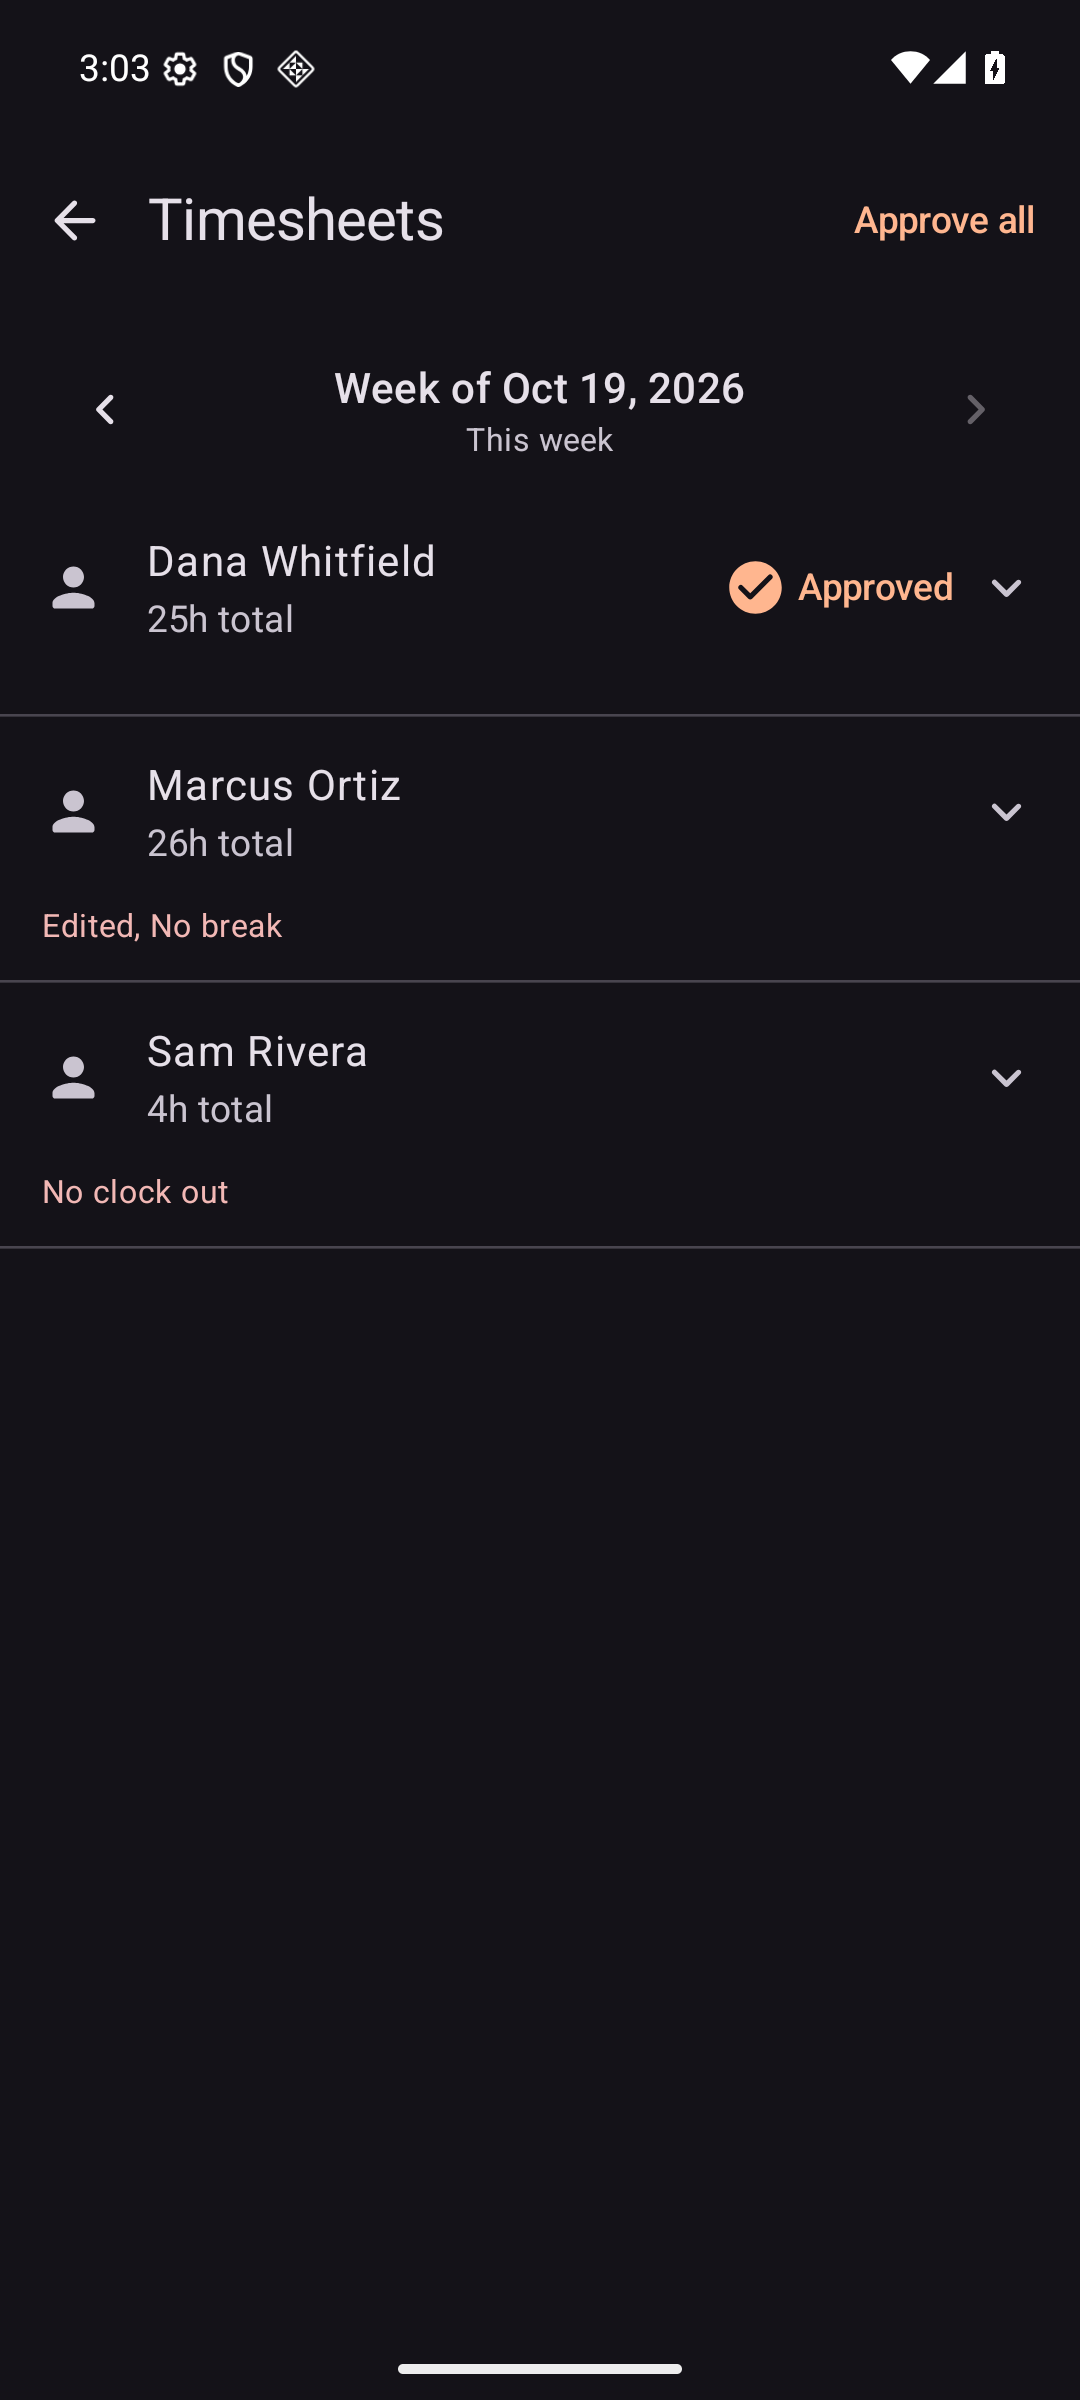 3:03
Timesheets
Approve all
Week of Oct 19, 2026
This week
Dana Whitfield
25h total
Approved
Marcus Ortiz
26h total
Edited, No break
Sam Rivera
4h total
No clock out